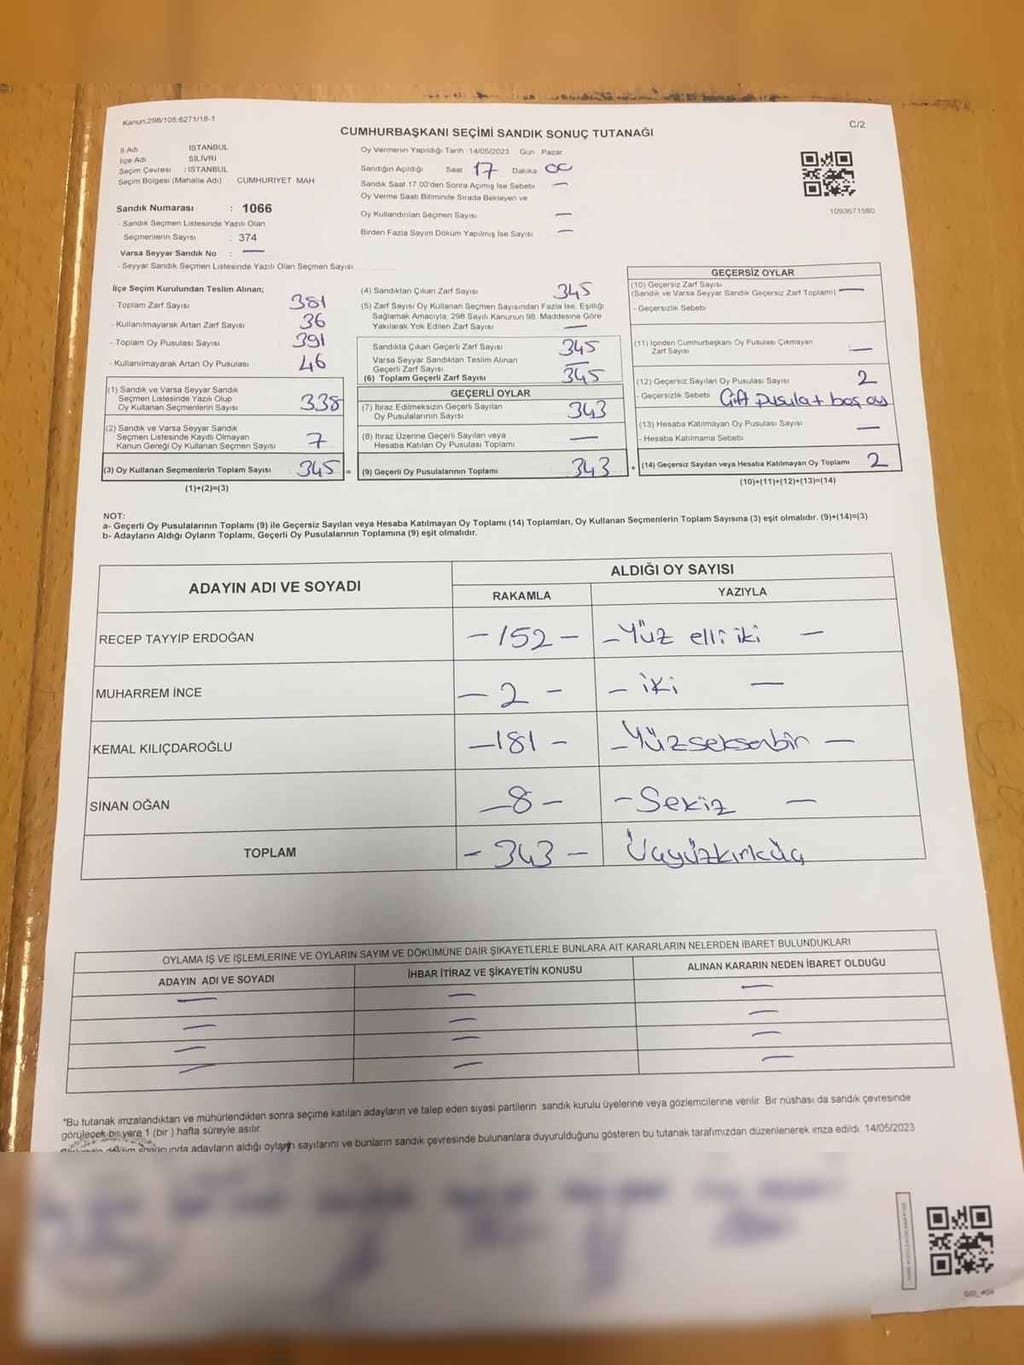 Kanun:298/105;6271/18-1
C/2
CUMHURBAŞKANI SEÇİMİ SANDIK SONUÇ TUTANAĞI
İl Adı İSTANBUL
İlçe Adı SİLİVRİ
Seçim Çevresi : İSTANBUL
Seçim Bölgesi (Mahalle Adı) CUMHURİYET MAH
Sandık Numarası : 1066
- Sandık Seçmen Listesinde Yazılı Olan
Seçmenlerin Sayısı : 374
Varsa Seyyar Sandık No : —
- Seyyar Sandık Seçmen Listesinde Yazılı Olan Seçmen Sayısı
Oy Vermenin Yapıldığı Tarih :14/05/2023 Gün Pazar
Sandığın Açıldığı Saat 17 Dakika 00
Sandık Saat 17.00'den Sonra Açılmış İse Sebebi —
Oy Verme Saati Bitiminde Sırada Bekleyen ve
Oy Kullandırılan Seçmen Sayısı —
Birden Fazla Sayım Döküm Yapılmış İse Sayısı —
1093671580
İlçe Seçim Kurulundan Teslim Alınan;
- Toplam Zarf Sayısı 381
- Kullanılmayarak Artan Zarf Sayısı 36
- Toplam Oy Pusulası Sayısı 391
- Kullanılmayarak Artan Oy Pusulası 46
(1) Sandık ve Varsa Seyyar Sandık
Seçmen Listesinde Yazılı Olup
Oy Kullanan Seçmenlerin Sayısı 338
(2) Sandık ve Varsa Seyyar Sandık
Seçmen Listesinde Kayıtlı Olmayan
Kanun Gereği Oy Kullanan Seçmen Sayısı 7
(3) Oy Kullanan Seçmenlerin Toplam Sayısı 345 =
(1)+(2)=(3)
(4) Sandıktan Çıkan Zarf Sayısı 345
(5) Zarf Sayısı Oy Kullanan Seçmen Sayısından Fazla İse, Eşitliği
Sağlamak Amacıyla, 298 Sayılı Kanunun 98. Maddesine Göre
Yakılarak Yok Edilen Zarf Sayısı —
Sandıkta Çıkan Geçerli Zarf Sayısı 345
Varsa Seyyar Sandıktan Teslim Alınan
Geçerli Zarf Sayısı —
(6) Toplam Geçerli Zarf Sayısı 345
GEÇERLİ OYLAR
(7) İtiraz Edilmeksizin Geçerli Sayılan
Oy Pusulalarının Sayısı 343
(8) İtiraz Üzerine Geçerli Sayılan veya
Hesaba Katılan Oy Pusulası Toplamı —
(9) Geçerli Oy Pusulalarının Toplamı 343 +
GEÇERSİZ OYLAR
(10) Geçersiz Zarf Sayısı
(Sandık ve Varsa Seyyar Sandık Geçersiz Zarf Toplamı) —
- Geçersizlik Sebebi
(11) İçinden Cumhurbaşkanı Oy Pusulası Çıkmayan
Zarf Sayısı —
(12) Geçersiz Sayılan Oy Pusulası Sayısı 2
- Geçersizlik Sebebi Çift pusula + boş oy
(13) Hesaba Katılmayan Oy Pusulası Sayısı —
- Hesaba Katılmama Sebebi
(14) Geçersiz Sayılan veya Hesaba Katılmayan Oy Toplamı 2
(10)+(11)+(12)+(13)=(14)
NOT:
a- Geçerli Oy Pusulalarının Toplamı (9) ile Geçersiz Sayılan veya Hesaba Katılmayan Oy Toplamı (14) Toplamları, Oy Kullanan Seçmenlerin Toplam Sayısına (3) eşit olmalıdır. (9)+(14)=(3)
b- Adayların Aldığı Oyların Toplamı, Geçerli Oy Pusulalarının Toplamına (9) eşit olmalıdır.
ADAYIN ADI VE SOYADI
ALDIĞI OY SAYISI
RAKAMLA YAZIYLA
RECEP TAYYİP ERDOĞAN - 152 - - Yüz elli iki -
MUHARREM İNCE - 2 - - iki -
KEMAL KILIÇDAROĞLU - 181 - - Yüzseksenbir -
SİNAN OĞAN - 8 - - Sekiz -
TOPLAM - 343 - Üçyüzkırküç
OYLAMA İŞ VE İŞLEMLERİNE VE OYLARIN SAYIM VE DÖKÜMÜNE DAİR ŞİKAYETLERLE BUNLARA AİT KARARLARIN NELERDEN İBARET BULUNDUKLARI
ADAYIN ADI VE SOYADI İHBAR İTİRAZ VE ŞİKAYETİN KONUSU ALINAN KARARIN NEDEN İBARET OLDUĞU
— — —
— — —
— — —
— — —
*Bu tutanak imzalandıktan ve mühürlendikten sonra seçime katılan adayların ve talep eden siyasi partilerin sandık kurulu üyelerine veya gözlemcilerine verilir. Bir nüshası da sandık çevresinde
görülecek bir yere 1 (bir ) hafta süreyle asılır.
adayların aldığı oyların sayılarını ve bunların sandık çevresinde bulunanlara duyurulduğunu gösteren bu tutanak tarafımızdan düzenlenerek imza edildi. 14/05/2023